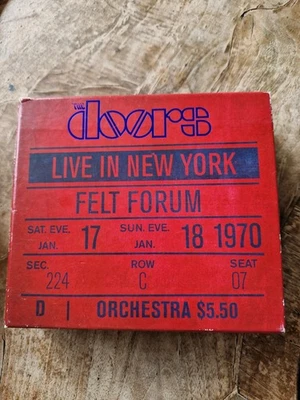 THE
doors
LIVE IN NEW YORK
FELT FORUM
SAT. EVE. JAN. 17 SUN. EVE. JAN. 18 1970
SEC. ROW SEAT
224 C 07
D ORCHESTRA $5.50